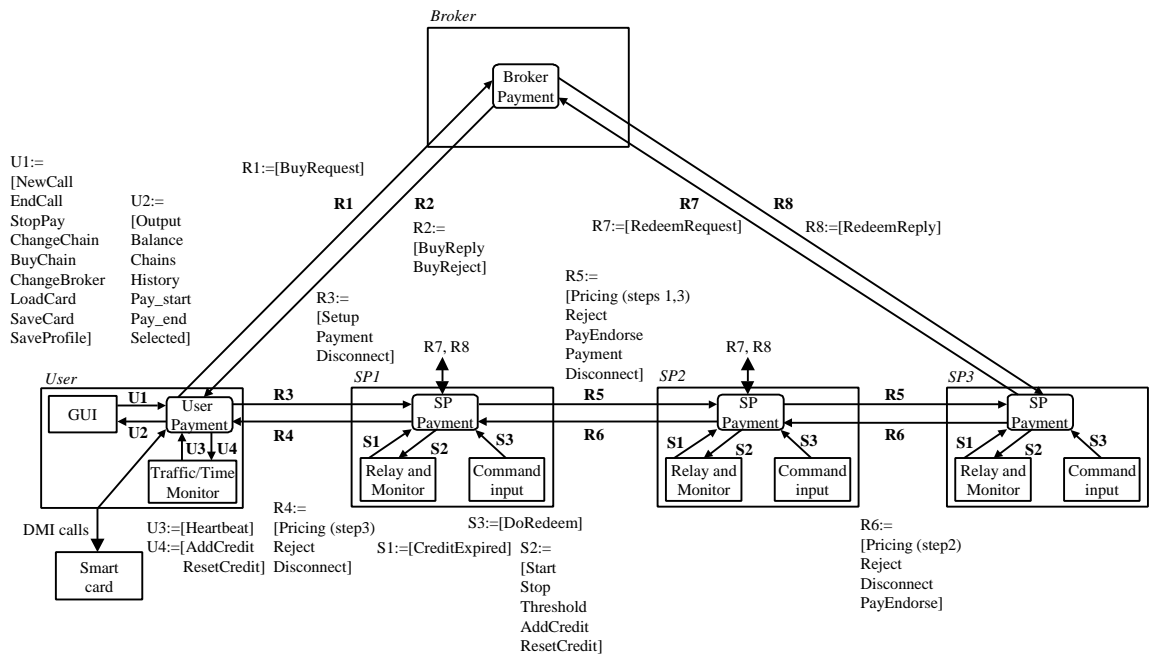 Broker
Broker
Payment
U1:=
[NewCall
EndCall
StopPay
ChangeChain
BuyChain
ChangeBroker
LoadCard
SaveCard
SaveProfile]
U2:=
[Output
Balance
Chains
History
Pay_start
Pay_end
Selected]
R1:=[BuyRequest]
R1
R2
R2:=
[BuyReply
BuyReject]
R7
R8
R7:=[RedeemRequest]
R8:=[RedeemReply]
R3:=
[Setup
Payment
Disconnect]
R5:=
[Pricing (steps 1,3)
Reject
PayEndorse
Payment
Disconnect]
R7, R8
R7, R8
User
GUI
U1
U2
User
Payment
U3
U4
Traffic/Time
Monitor
R3
R4
SP1
SP
Payment
S1
S2
S3
Relay and
Monitor
Command
input
R5
R6
SP2
SP
Payment
S1
S2
S3
Relay and
Monitor
Command
input
R5
R6
SP3
SP
Payment
S1
S2
S3
Relay and
Monitor
Command
input
DMI calls
Smart
card
U3:=[Heartbeat]
U4:=[AddCredit
ResetCredit]
R4:=
[Pricing (step3)
Reject
Disconnect]
S3:=[DoRedeem]
S1:=[CreditExpired]
S2:=
[Start
Stop
Threshold
AddCredit
ResetCredit]
R6:=
[Pricing (step2)
Reject
Disconnect
PayEndorse]